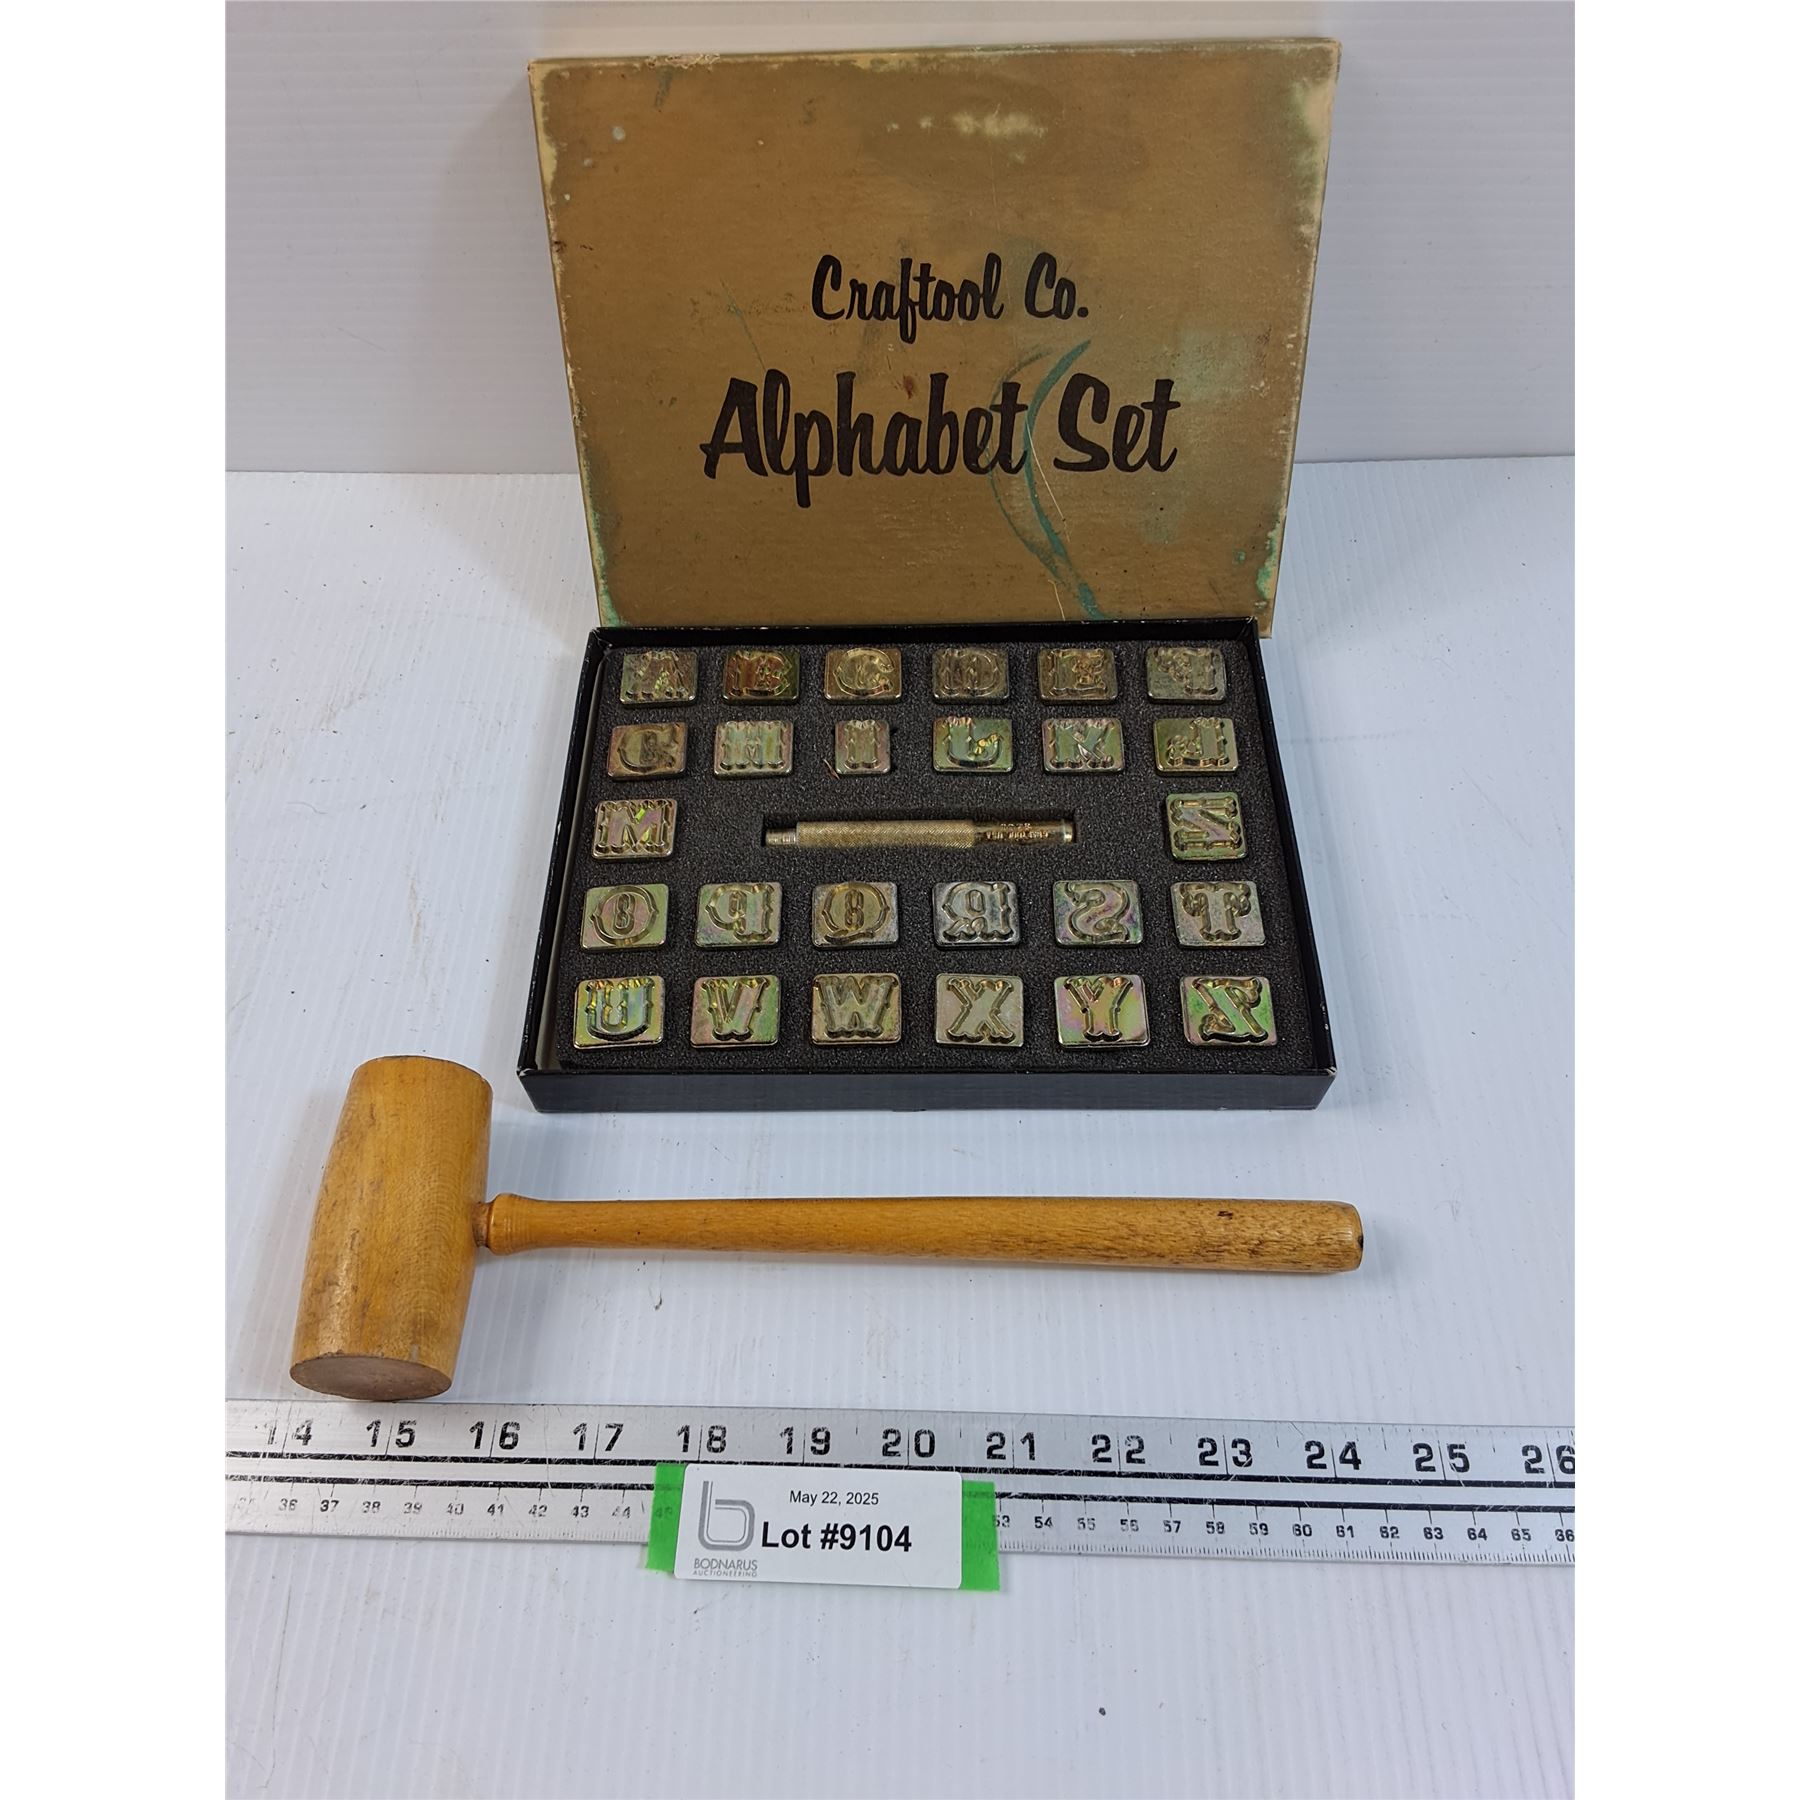 Craftool Co.
Alphabet Set
A B C D E F
G H I J K L
M N
O P Q R S T
U V W X Y Z
14 15 16 17 18 19 20 21 22 23 24 25 26
36 37 38 39 40 41 42 43 44 53 54 55 56 57 58 59 60 61 62 63 64 65 66
May 22, 2025
Lot #9104
BODNARUS
AUCTIONEERING